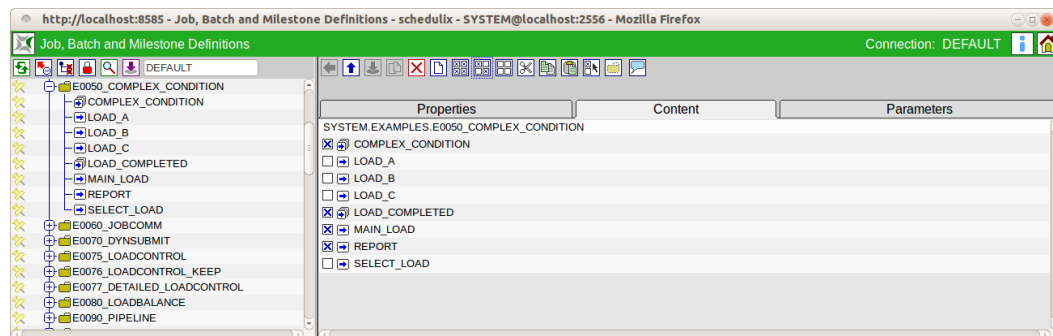 http://localhost:8585 - Job, Batch and Milestone Definitions - schedulix - SYSTEM@localhost:2556 - Mozilla Firefox
Job, Batch and Milestone Definitions
Connection: DEFAULT
DEFAULT
E0050_COMPLEX_CONDITION
COMPLEX_CONDITION
LOAD_A
LOAD_B
LOAD_C
LOAD_COMPLETED
MAIN_LOAD
REPORT
SELECT_LOAD
E0060_JOBCOMM
E0070_DYNSUBMIT
E0075_LOADCONTROL
E0076_LOADCONTROL_KEEP
E0077_DETAILED_LOADCONTROL
E0080_LOADBALANCE
E0090_PIPELINE
Properties
Content
Parameters
SYSTEM.EXAMPLES.E0050_COMPLEX_CONDITION
COMPLEX_CONDITION
LOAD_A
LOAD_B
LOAD_C
LOAD_COMPLETED
MAIN_LOAD
REPORT
SELECT_LOAD